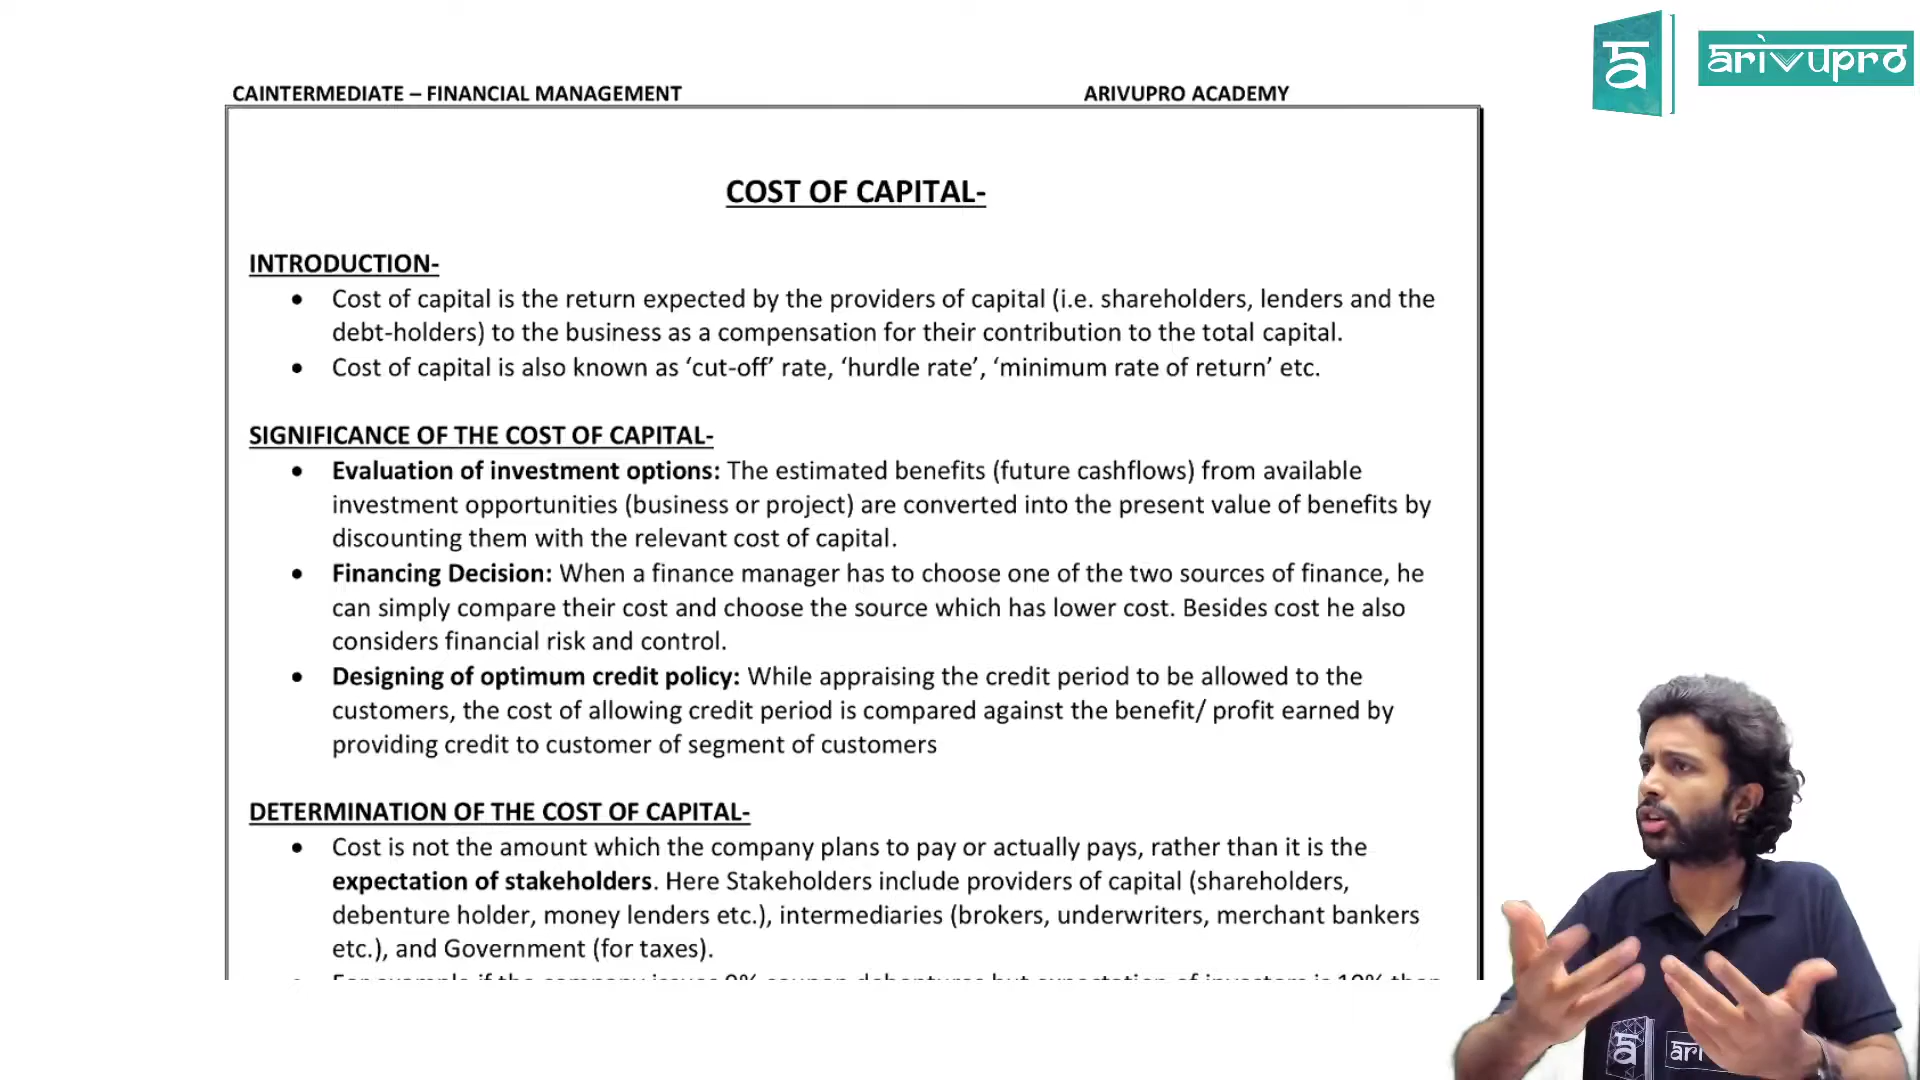 a arivupro
CAINTERMEDIATE – FINANCIAL MANAGEMENT ARIVUPRO ACADEMY
COST OF CAPITAL-
INTRODUCTION-
• Cost of capital is the return expected by the providers of capital (i.e. shareholders, lenders and the
debt-holders) to the business as a compensation for their contribution to the total capital.
• Cost of capital is also known as ‘cut-off’ rate, ‘hurdle rate’, ‘minimum rate of return’ etc.
SIGNIFICANCE OF THE COST OF CAPITAL-
• Evaluation of investment options: The estimated benefits (future cashflows) from available
investment opportunities (business or project) are converted into the present value of benefits by
discounting them with the relevant cost of capital.
• Financing Decision: When a finance manager has to choose one of the two sources of finance, he
can simply compare their cost and choose the source which has lower cost. Besides cost he also
considers financial risk and control.
• Designing of optimum credit policy: While appraising the credit period to be allowed to the
customers, the cost of allowing credit period is compared against the benefit/ profit earned by
providing credit to customer of segment of customers
DETERMINATION OF THE COST OF CAPITAL-
• Cost is not the amount which the company plans to pay or actually pays, rather than it is the
expectation of stakeholders. Here Stakeholders include providers of capital (shareholders,
debenture holder, money lenders etc.), intermediaries (brokers, underwriters, merchant bankers
etc.), and Government (for taxes).
a ari